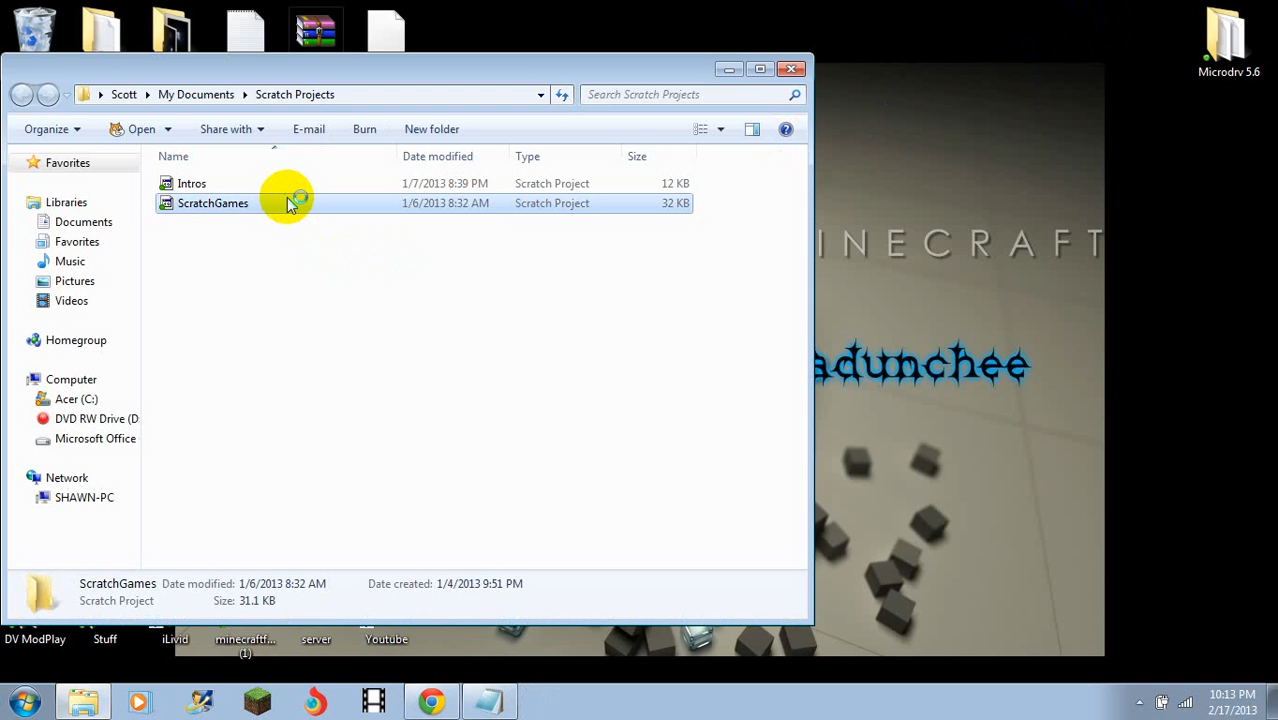 Microdrv 5.6
Scott My Documents Scratch Projects
Search Scratch Projects
Organize Open Share with E-mail Burn New folder
Name Date modified Type Size
Favorites
Intros 1/7/2013 8:39 PM Scratch Project 12 KB
ScratchGames 1/6/2013 8:32 AM Scratch Project 32 KB
Libraries
Documents
Favorites
Music
Pictures
Videos
Homegroup
Computer
Acer (C:)
DVD RW Drive (D:
Microsoft Office
Network
SHAWN-PC
INECRAFT
adunchee
ScratchGames Date modified: 1/6/2013 8:32 AM Date created: 1/4/2013 9:51 PM
Scratch Project Size: 31.1 KB
DV ModPlay Stuff iLivid minecraftf... server Youtube
(1)
10:13 PM
2/17/2013